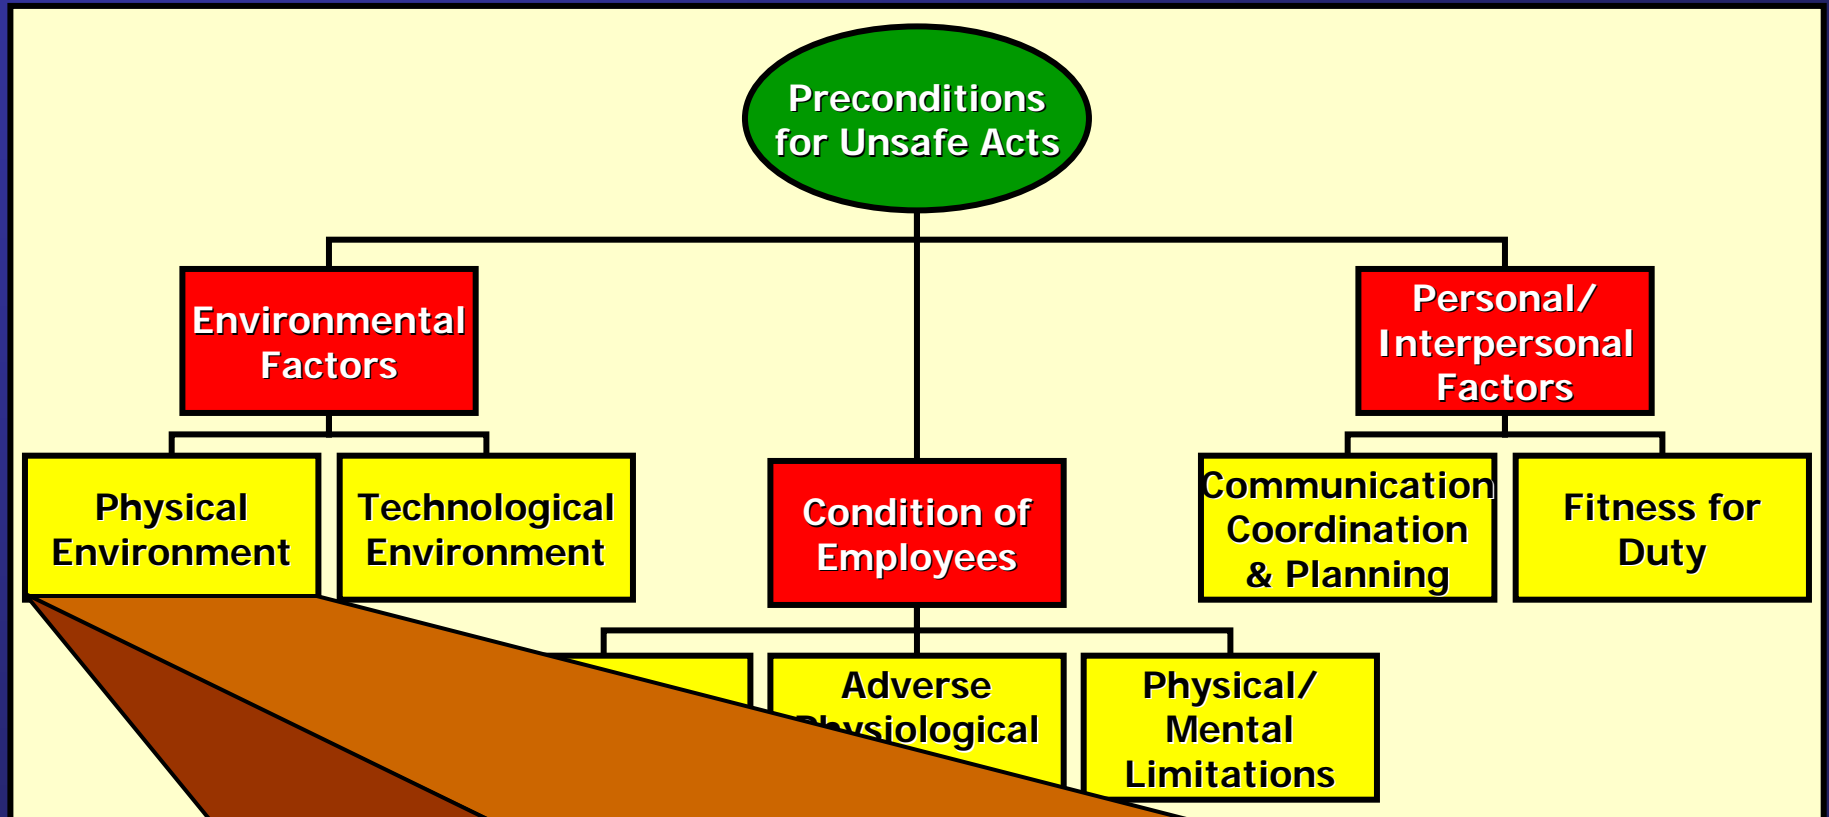 Preconditions
for Unsafe Acts
Environmental
Factors
Personal/
Interpersonal
Factors
Physical
Environment
Technological
Environment
Condition of
Employees
Communication
Coordination
& Planning
Fitness for
Duty
Adverse
Physiological
Physical/
Mental
Limitations